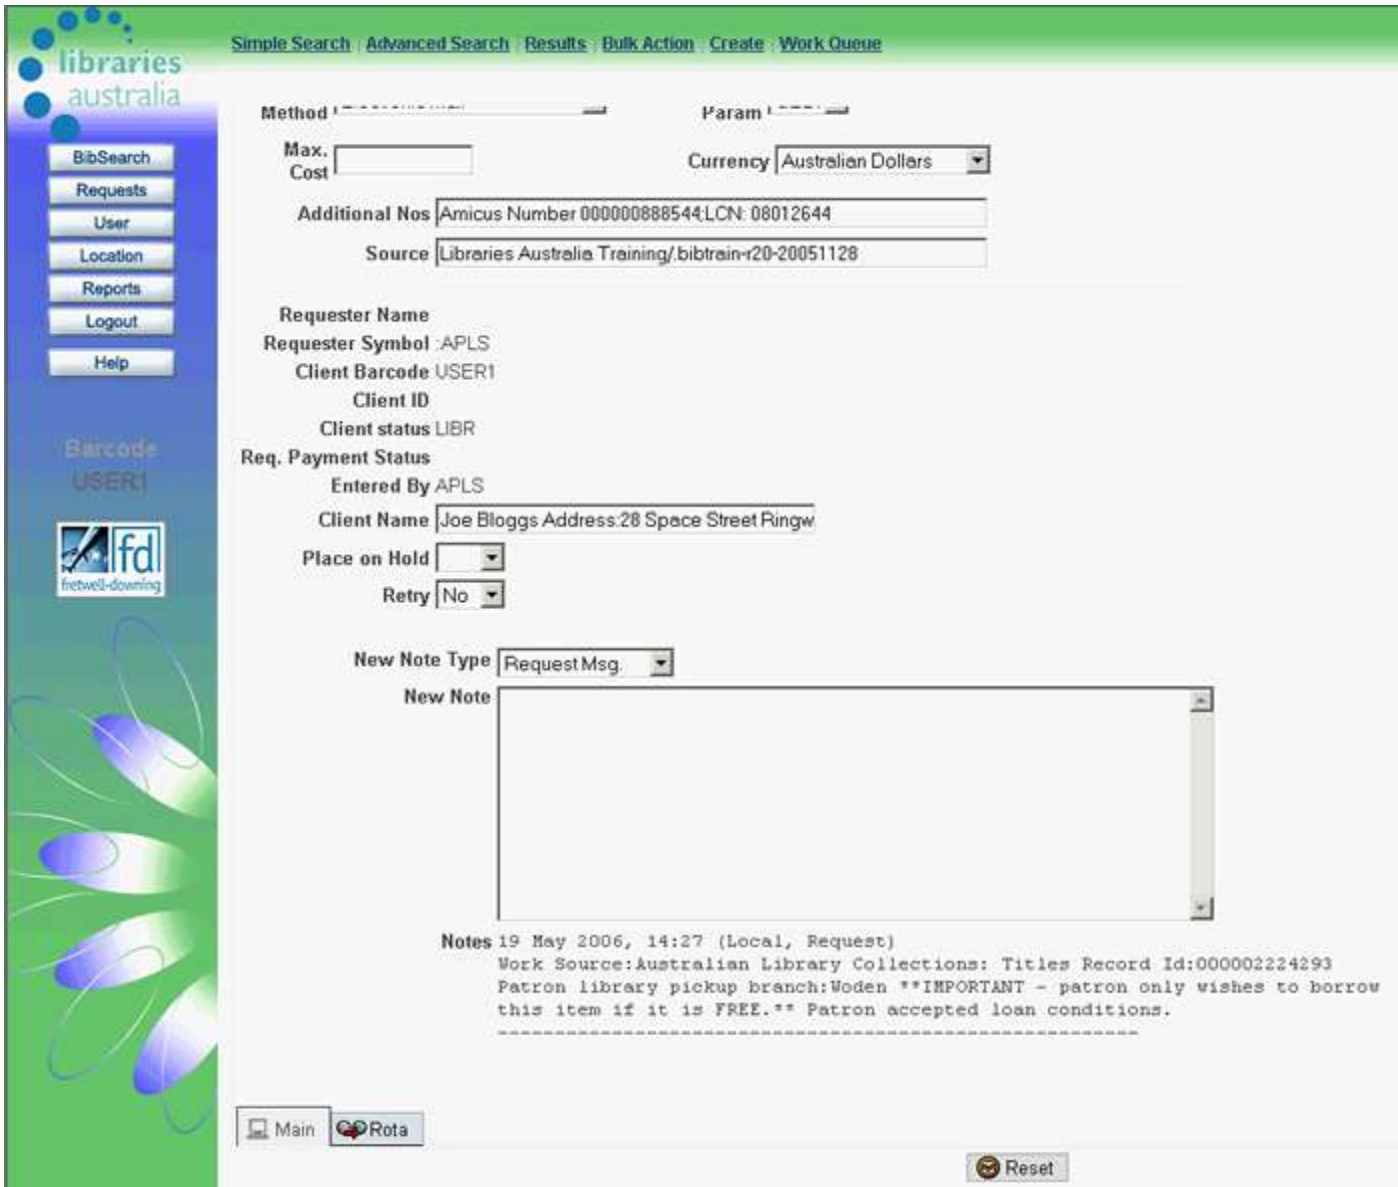 libraries
australia
Simple Search Advanced Search Results Bulk Action Create Work Queue
BibSearch
Requests
User
Location
Reports
Logout
Help
Barcode
USER1
fd
fretwell-downing
Method Param
Max.
Cost Currency Australian Dollars
Additional Nos Amicus Number 000000888544;LCN: 08012644
Source Libraries Australia Training/.bibtrain-r20-20051128
Requester Name
Requester Symbol :APLS
Client Barcode USER1
Client ID
Client status LIBR
Req. Payment Status
Entered By APLS
Client Name Joe Bloggs Address:28 Space Street Ringw
Place on Hold
Retry No
New Note Type Request Msg.
New Note
Notes 19 May 2006, 14:27 (Local, Request)
Work Source:Australian Library Collections: Titles Record Id:000002224293
Patron library pickup branch:Woden **IMPORTANT - patron only wishes to borrow
this item if it is FREE.** Patron accepted loan conditions.
---------------------------------------------------------
Main Rota
Reset